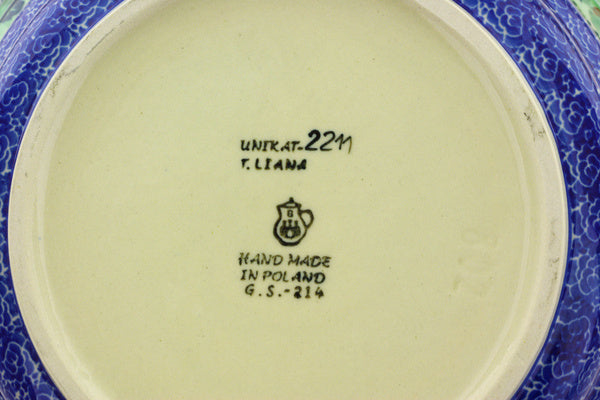 UNIKAT-2211
T.LIANA
HAND MADE
IN POLAND
G.S.-214